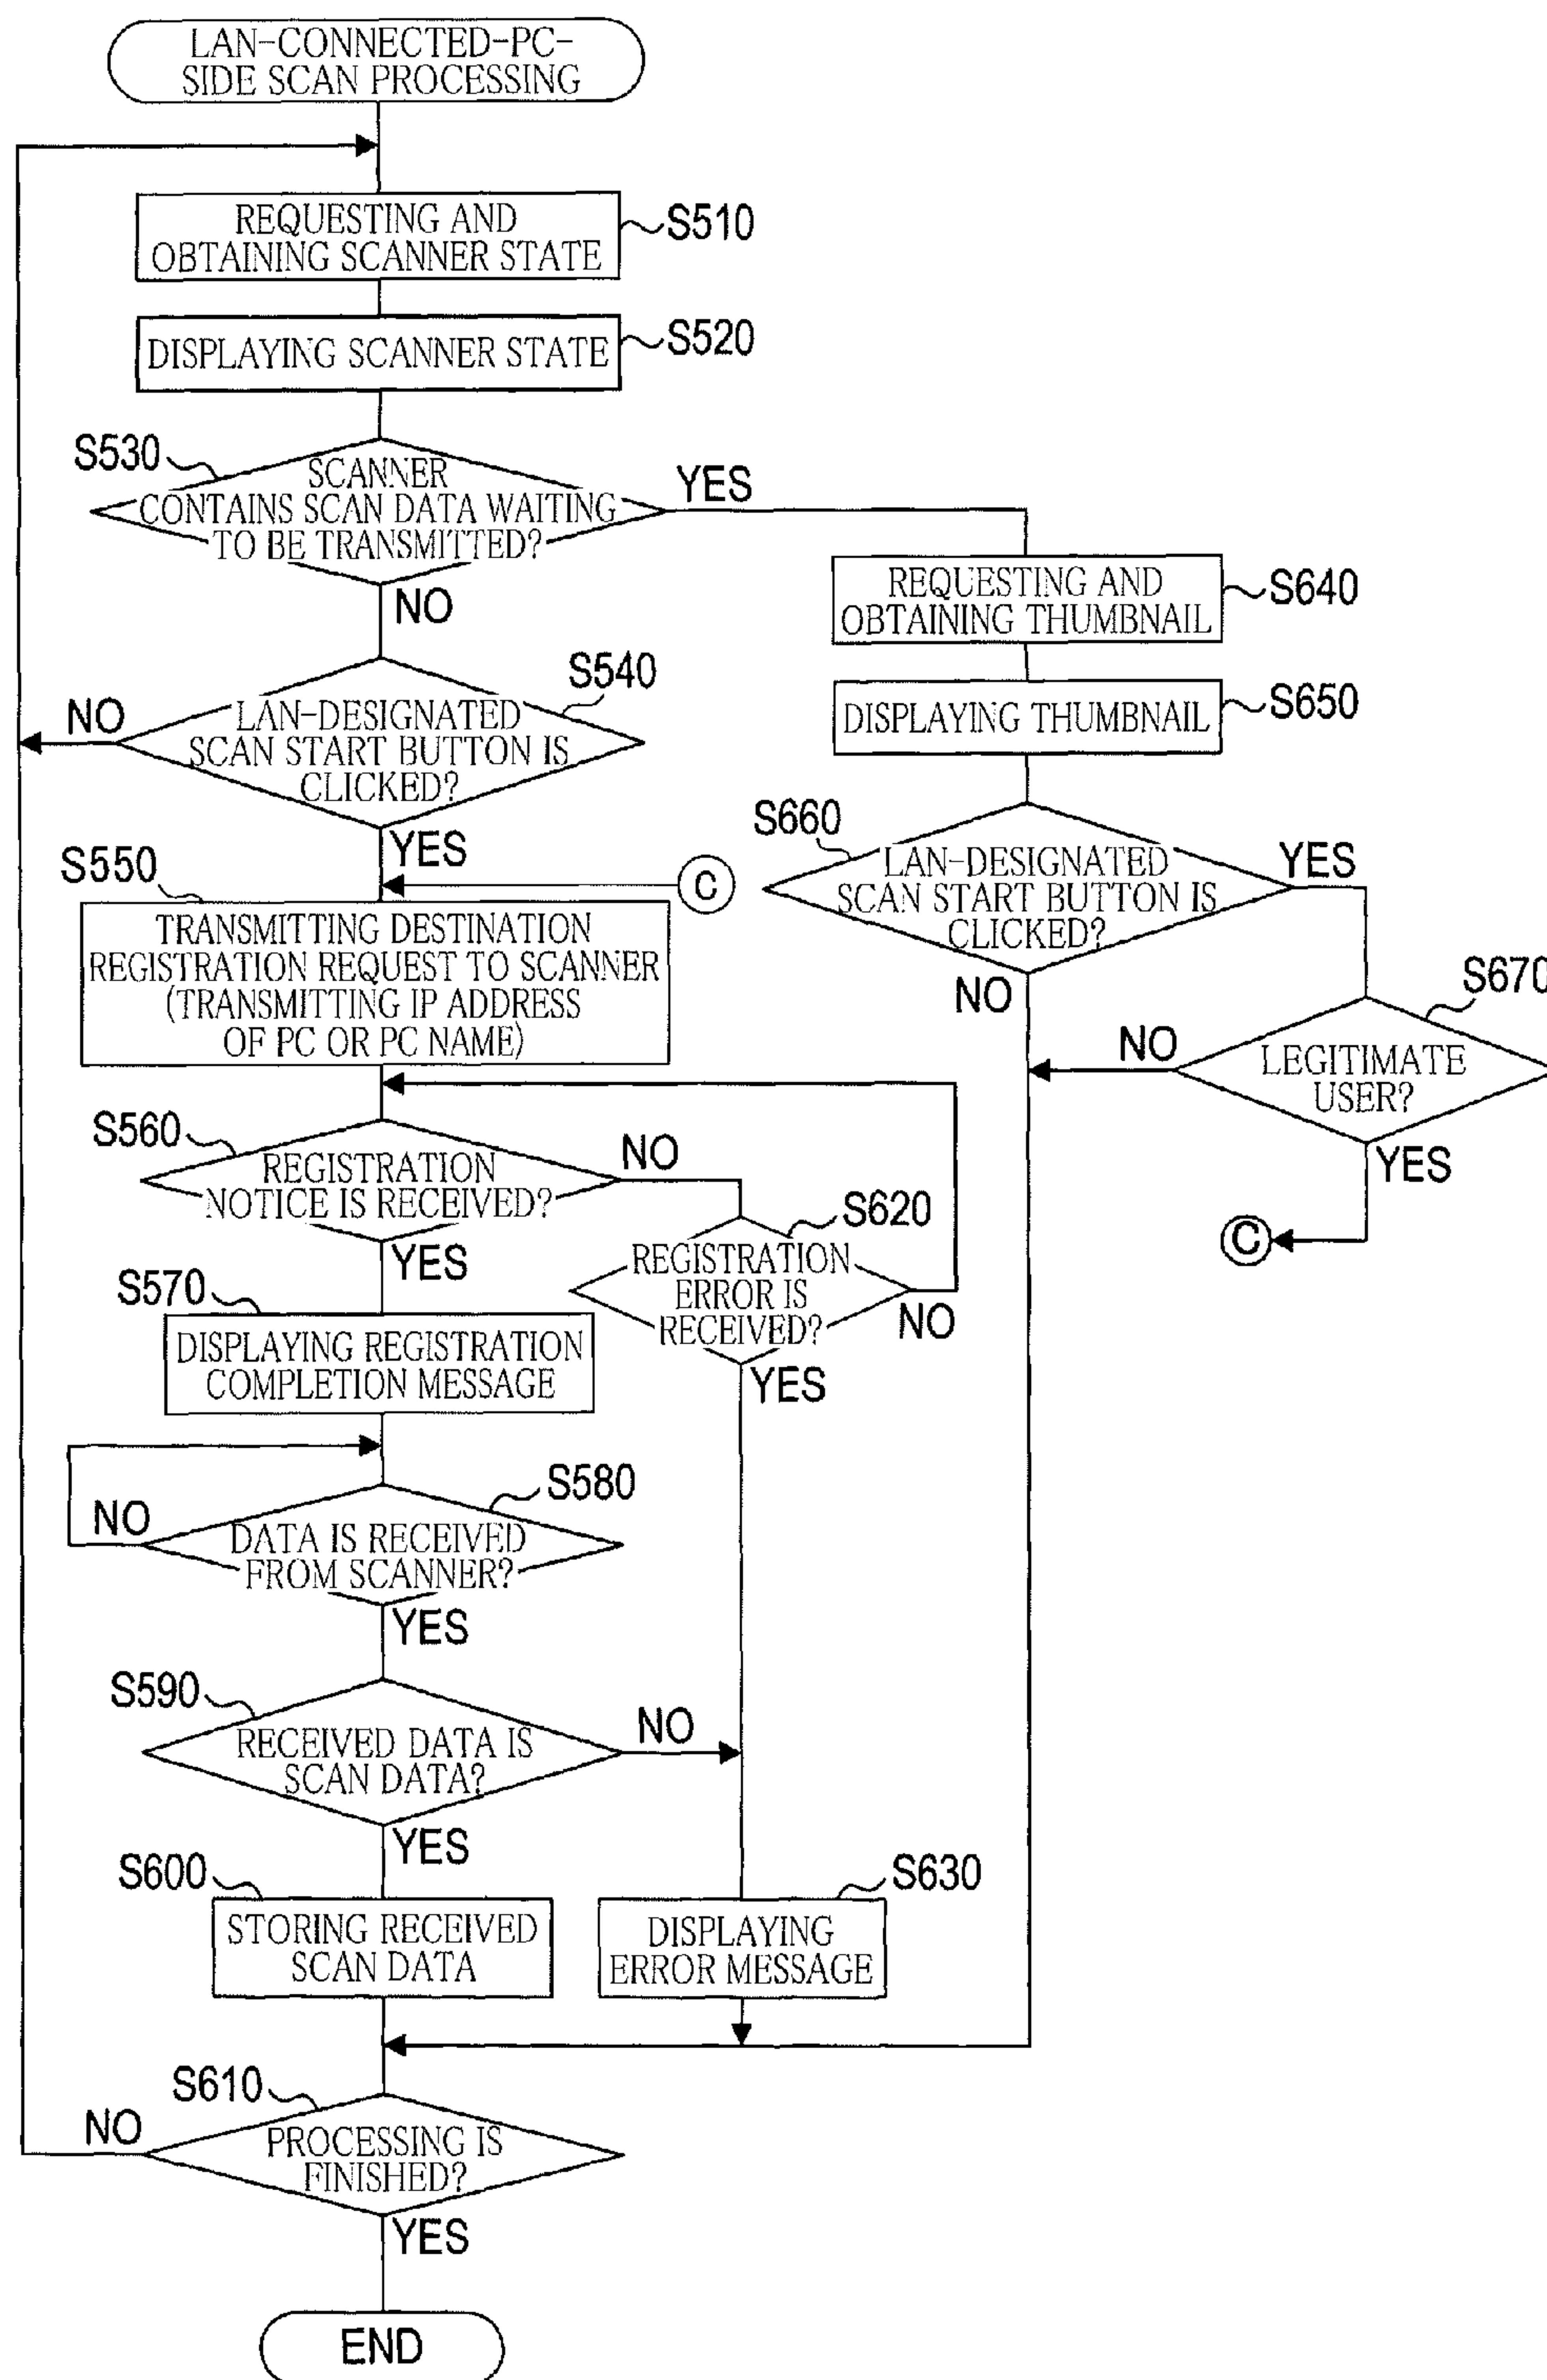 LAN-CONNECTED-PC-
SIDE SCAN PROCESSING
REQUESTING AND
OBTAINING SCANNER STATE
S510
DISPLAYING SCANNER STATE
S520
S530
SCANNER
CONTAINS SCAN DATA WAITING
TO BE TRANSMITTED?
YES
NO
REQUESTING AND
OBTAINING THUMBNAIL
S640
DISPLAYING THUMBNAIL
S650
S540
LAN-DESIGNATED
SCAN START BUTTON IS
CLICKED?
NO
YES
S660
LAN-DESIGNATED
SCAN START BUTTON IS
CLICKED?
YES
NO
S670
LEGITIMATE
USER?
NO
YES
C
C
S550
TRANSMITTING DESTINATION
REGISTRATION REQUEST TO SCANNER
(TRANSMITTING IP ADDRESS
OF PC OR PC NAME)
S560
REGISTRATION
NOTICE IS RECEIVED?
NO
YES
S620
REGISTRATION
ERROR IS
RECEIVED?
NO
YES
S570
DISPLAYING REGISTRATION
COMPLETION MESSAGE
S580
DATA IS RECEIVED
FROM SCANNER?
NO
YES
S590
RECEIVED DATA IS
SCAN DATA?
NO
YES
S600
STORING RECEIVED
SCAN DATA
S630
DISPLAYING
ERROR MESSAGE
S610
PROCESSING IS
FINISHED?
NO
YES
END